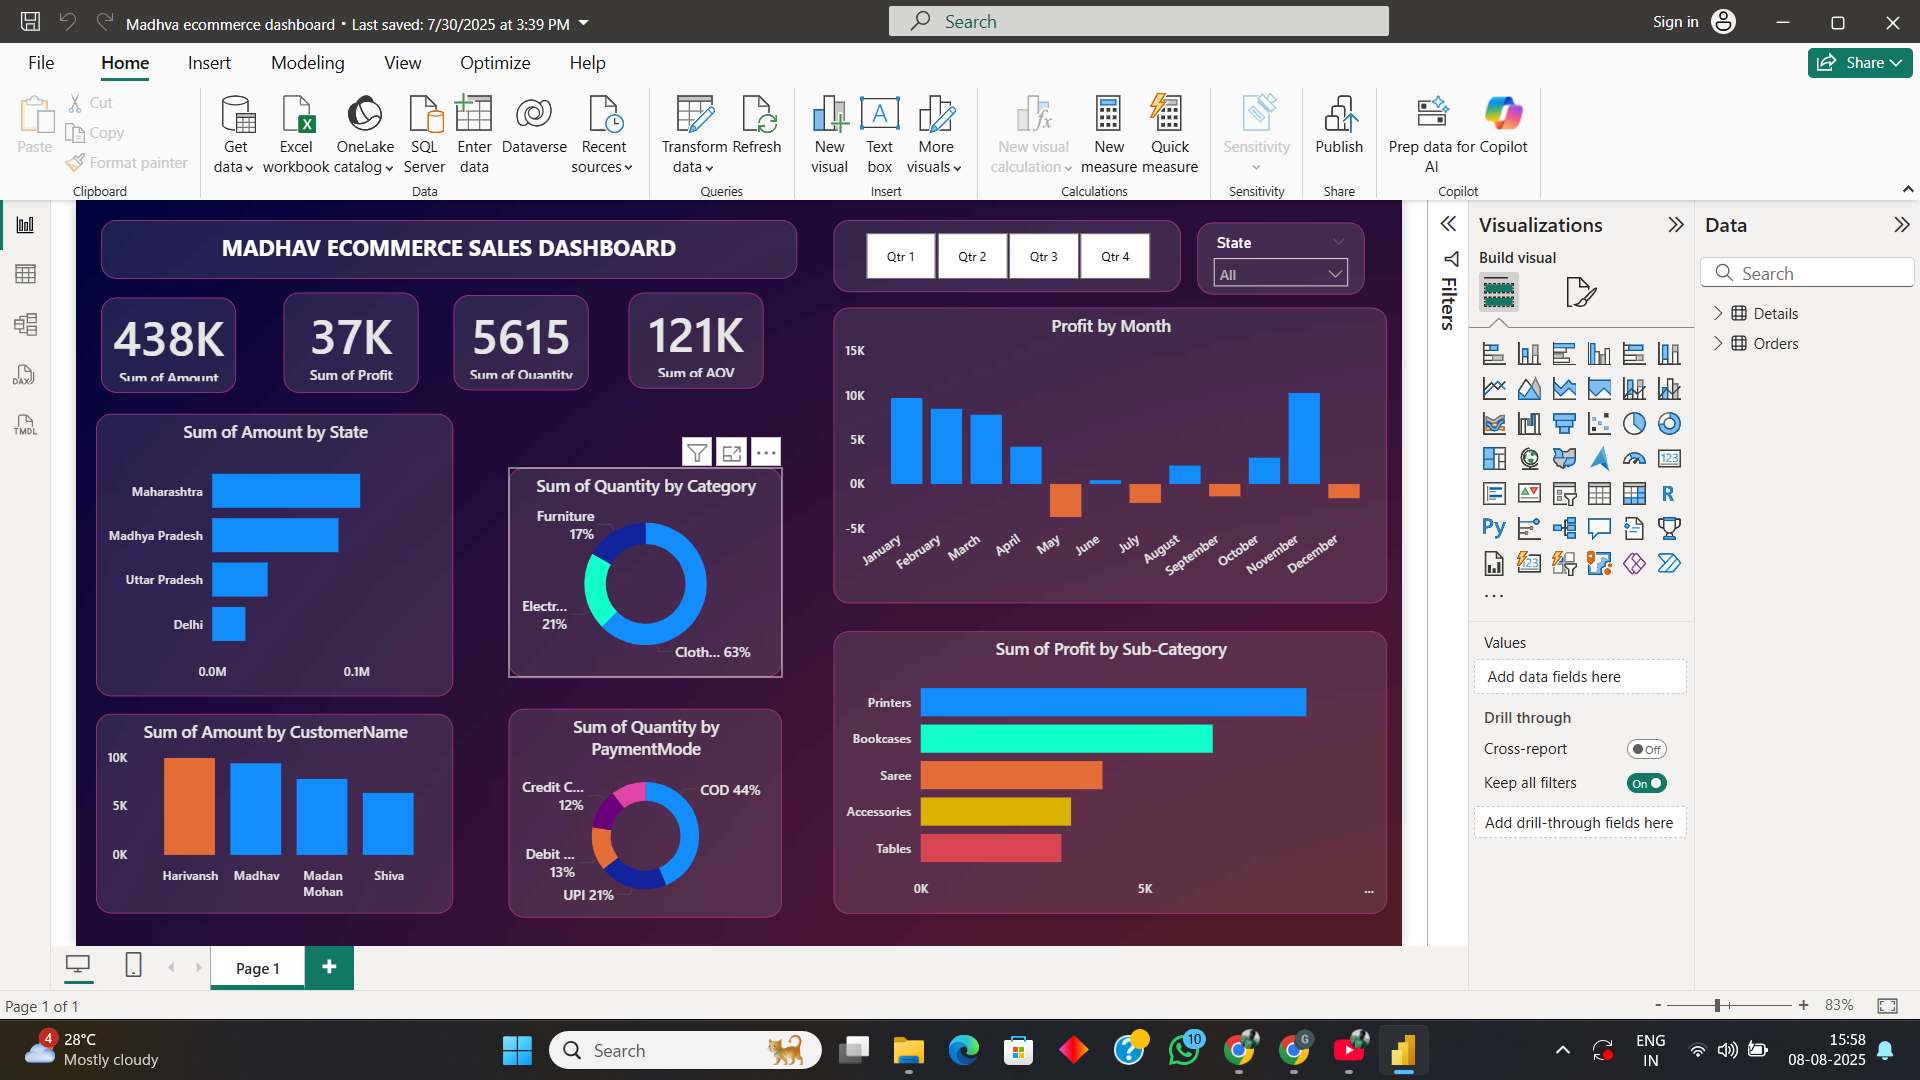 Madhva ecommerce dashboard • Last saved: 7/30/2025 at 3:39 PM
Search
Sign in
File Home Insert Modeling View Optimize Help
Share
Paste
Cut
Copy
Format painter
Clipboard
Get data
Excel workbook
OneLake catalog
SQL Server
Enter data
Dataverse
Recent sources
Data
Transform data
Refresh
Queries
New visual
Text box
More visuals
Insert
New visual calculation
New measure
Quick measure
Calculations
Sensitivity
Sensitivity
Publish
Share
Prep data for AI
Copilot
Copilot
DAX
TMDL
MADHAV ECOMMERCE SALES DASHBOARD
Qtr 1
Qtr 2
Qtr 3
Qtr 4
State
All
438K
Sum of Amount
37K
Sum of Profit
5615
Sum of Quantity
121K
Sum of AOV
Sum of Amount by State
Maharashtra
Madhya Pradesh
Uttar Pradesh
Delhi
0.0M 0.1M
Sum of Quantity by Category
Furniture
17%
Electr...
21%
Cloth... 63%
Profit by Month
15K
10K
5K
0K
-5K
January
February
March
April
May
June
July
August
September
October
November
December
Sum of Amount by CustomerName
10K
5K
0K
Harivansh
Madhav
Madan
Mohan
Shiva
Sum of Quantity by
PaymentMode
Credit C...
12%
COD 44%
Debit ...
13%
UPI 21%
Sum of Profit by Sub-Category
Printers
Bookcases
Saree
Accessories
Tables
0K 5K ...
Filters
Visualizations
Build visual
123
R
Py
123
...
Values
Add data fields here
Drill through
Cross-report
Off
Keep all filters
On
Add drill-through fields here
Data
Search
Details
Orders
Page 1
Page 1 of 1
- + 83%
4
28°C
Mostly cloudy
Search
10
G
ENG
IN
15:58
08-08-2025